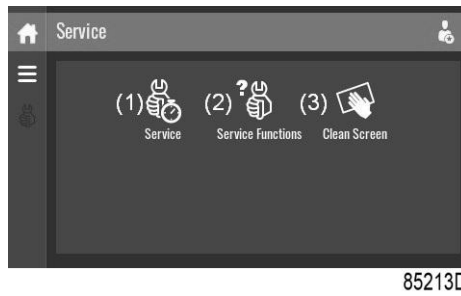 Service
(1) (2) ? (3)
Service Service Functions Clean Screen
85213D